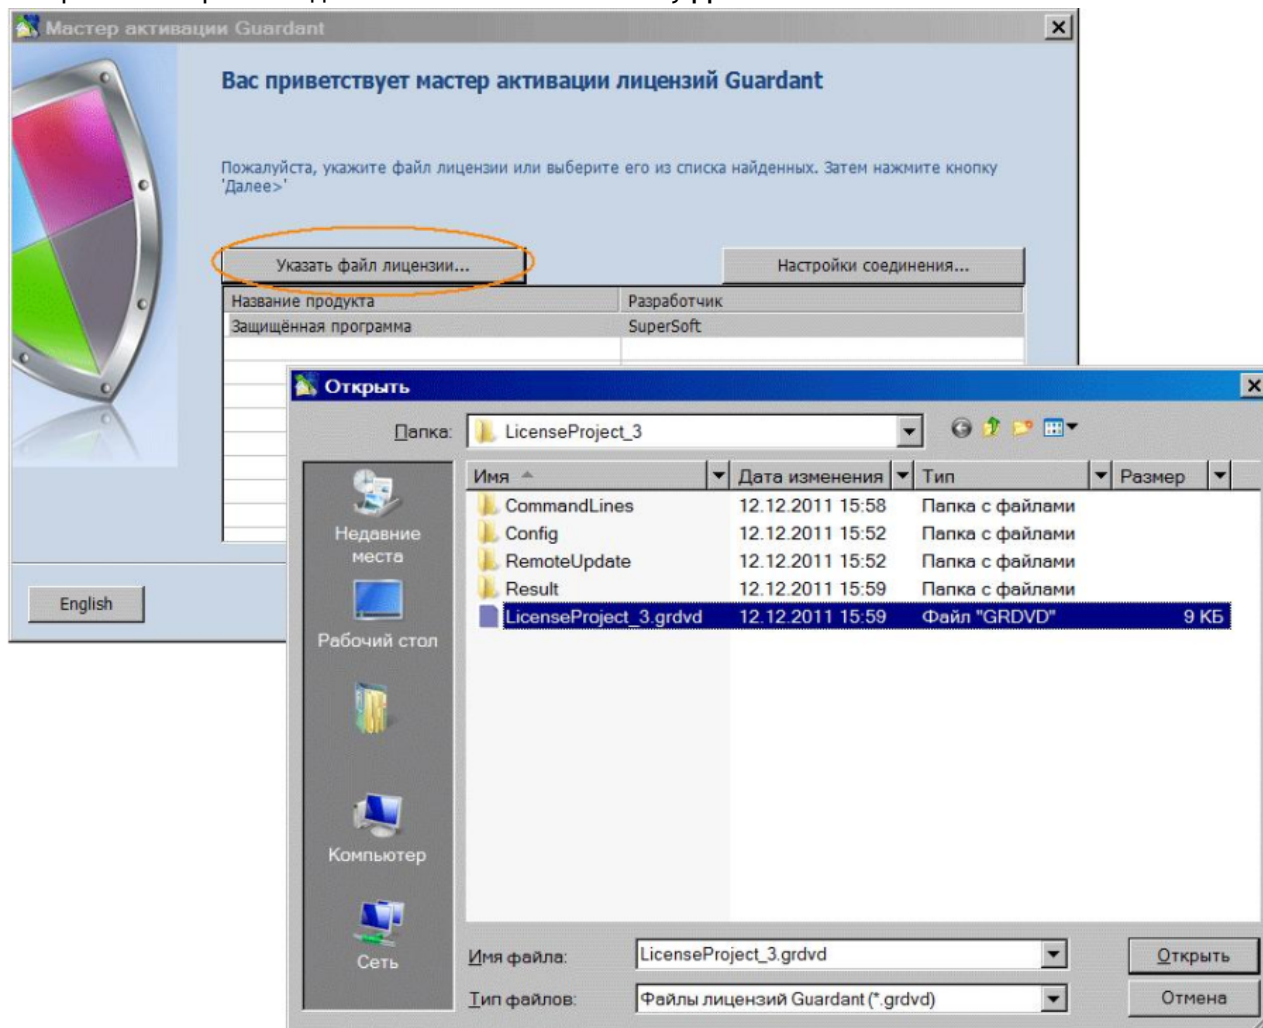 Мастер активации Guardant
Вас приветствует мастер активации лицензий Guardant
Пожалуйста, укажите файл лицензии или выберите его из списка найденных. Затем нажмите кнопку
'Далее>'
Указать файл лицензии...
Настройки соединения...
Название продукта Разработчик
Защищённая программа SuperSoft
English
Открыть
Папка: LicenseProject_3
Имя Дата изменения Тип Размер
CommandLines 12.12.2011 15:58 Папка с файлами
Config 12.12.2011 15:52 Папка с файлами
RemoteUpdate 12.12.2011 15:52 Папка с файлами
Result 12.12.2011 15:59 Папка с файлами
LicenseProject_3.grdvd 12.12.2011 15:59 Файл "GRDVD" 9 КБ
Недавние
места
Рабочий стол
Компьютер
Сеть
Имя файла: LicenseProject_3.grdvd Открыть
Тип файлов: Файлы лицензий Guardant (*.grdvd) Отмена